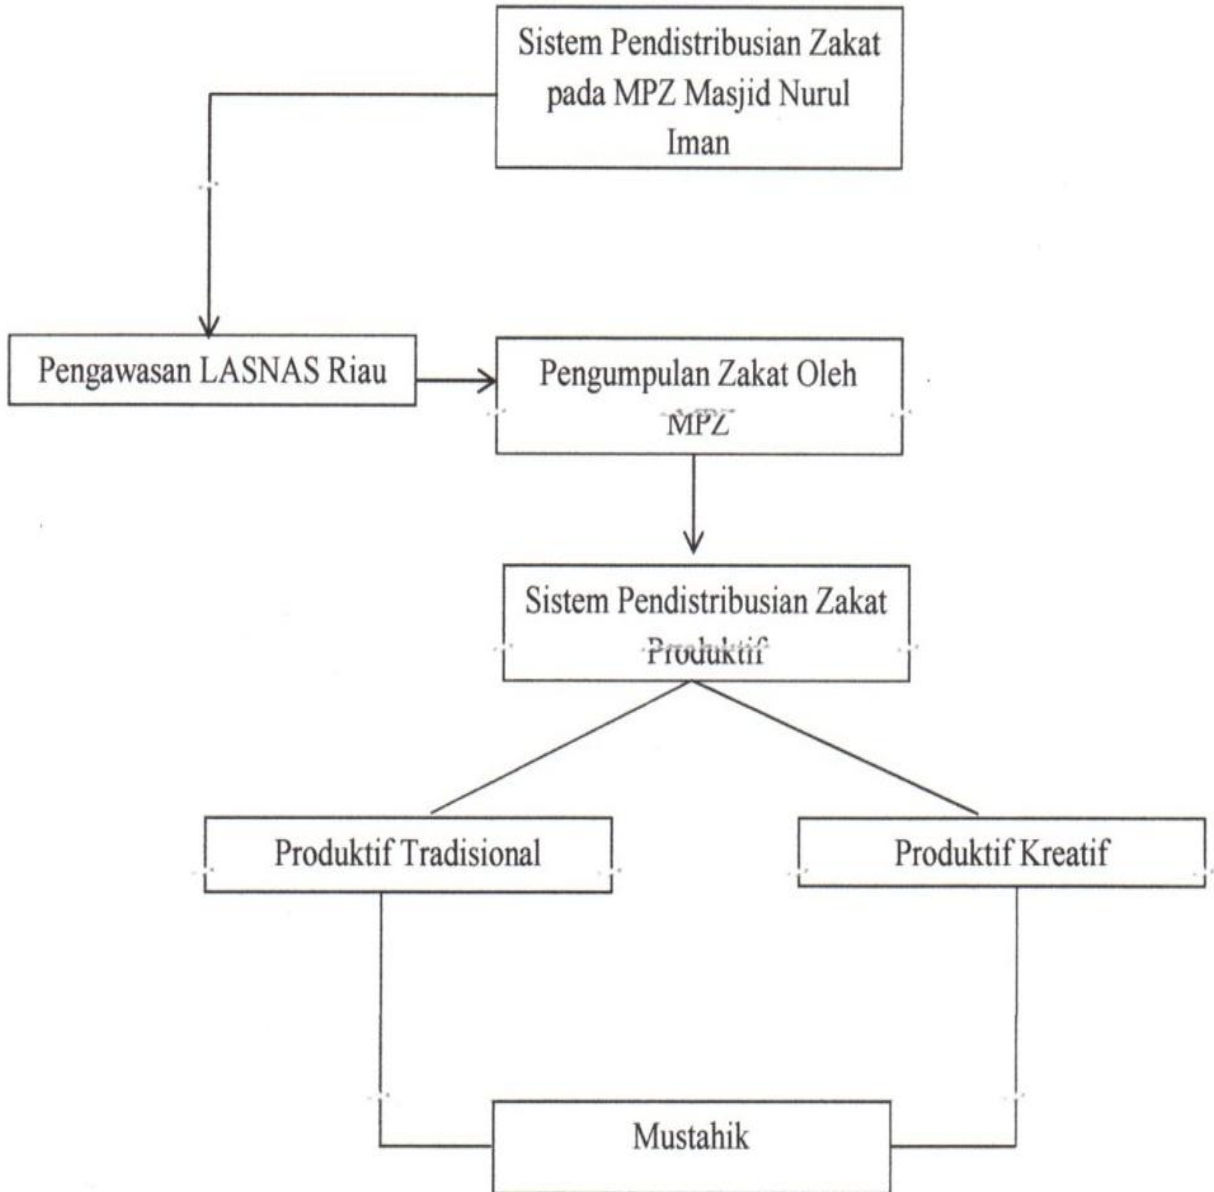 Sistem Pendistribusian Zakat
pada MPZ Masjid Nurul
Iman
Pengawasan LASNAS Riau
Pengumpulan Zakat Oleh
MPZ
Sistem Pendistribusian Zakat
Produktif
Produktif Tradisional
Produktif Kreatif
Mustahik